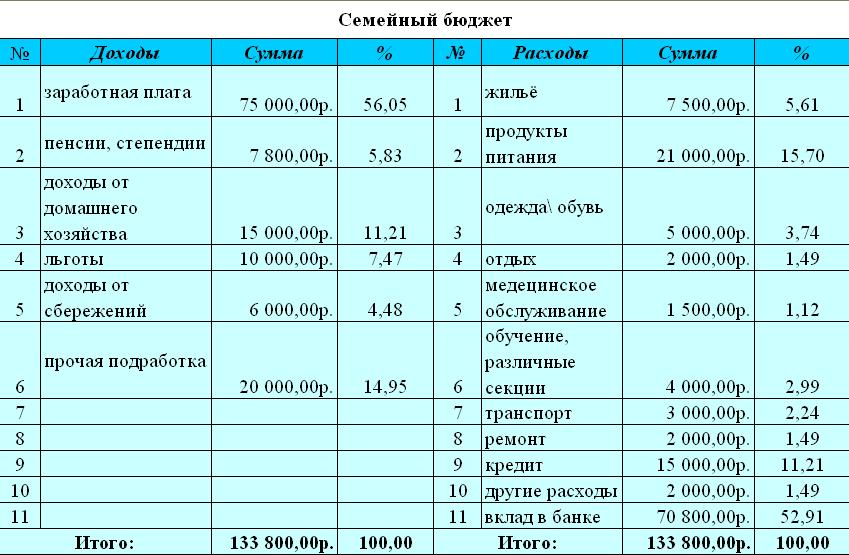 Семейный бюджет
№ Доходы Сумма % № Расходы Сумма %
1 заработная плата 75 000,00р. 56,05 1 жильё 7 500,00р. 5,61
2 пенсии, степендии 7 800,00р. 5,83 2 продукты
питания 21 000,00р. 15,70
3 доходы от
домашнего
хозяйства 15 000,00р. 11,21 3 одежда\ обувь 5 000,00р. 3,74
4 льготы 10 000,00р. 7,47 4 отдых 2 000,00р. 1,49
5 доходы от
сбережений 6 000,00р. 4,48 5 медецинское
обслуживание 1 500,00р. 1,12
6 прочая подработка 20 000,00р. 14,95 6 обучение,
различные
секции 4 000,00р. 2,99
7 7 транспорт 3 000,00р. 2,24
8 8 ремонт 2 000,00р. 1,49
9 9 кредит 15 000,00р. 11,21
10 10 другие расходы 2 000,00р. 1,49
11 11 вклад в банке 70 800,00р. 52,91
Итого: 133 800,00р. 100,00 Итого: 133 800,00р. 100,00